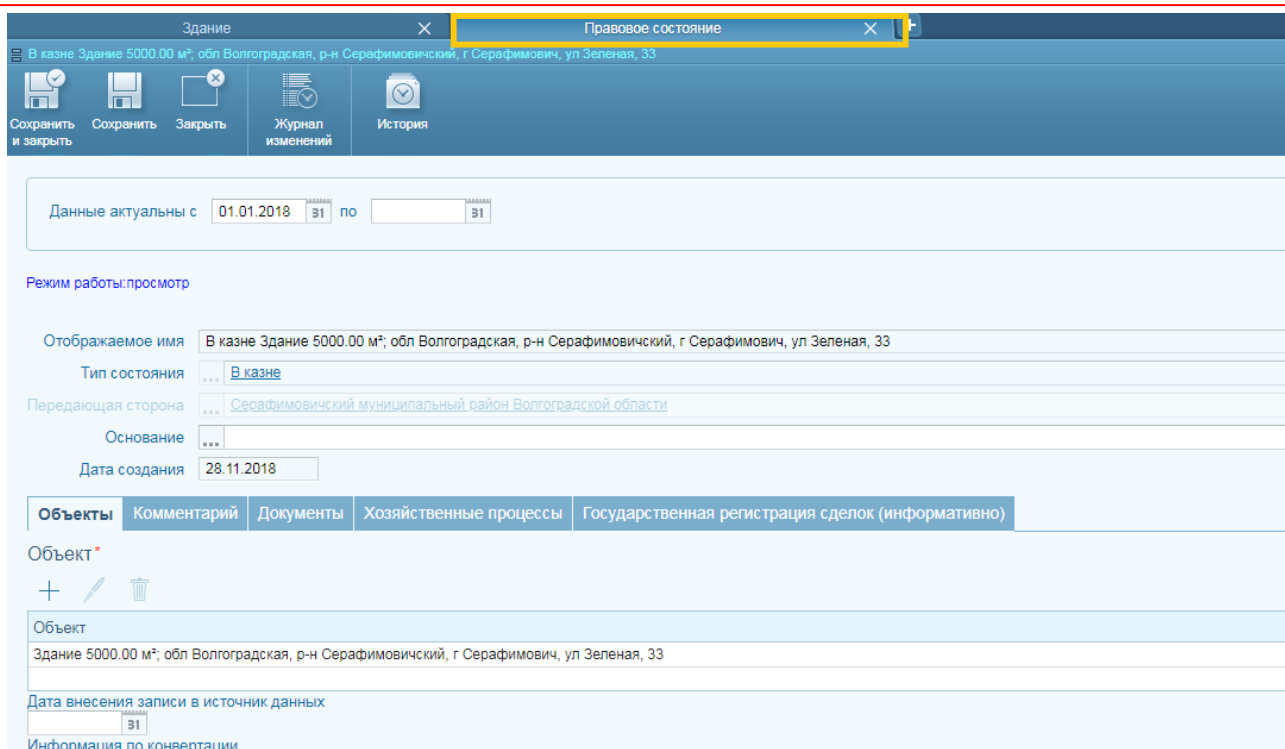 Здание
Правовое состояние
В казне Здание 5000.00 м²; обл Волгоградская, р-н Серафимовичский, г Серафимович, ул Зеленая, 33
Сохранить и закрыть
Сохранить
Закрыть
Журнал изменений
История
Данные актуальны с 01.01.2018 31 по 31
Режим работы:просмотр
Отображаемое имя В казне Здание 5000.00 м²; обл Волгоградская, р-н Серафимовичский, г Серафимович, ул Зеленая, 33
Тип состояния ... В казне
Передающая сторона ... Серафимовичский муниципальный район Волгоградской области
Основание ...
Дата создания 28.11.2018
Объекты Комментарий Документы Хозяйственные процессы Государственная регистрация сделок (информативно)
Объект*
Объект
Здание 5000.00 м²; обл Волгоградская, р-н Серафимовичский, г Серафимович, ул Зеленая, 33
Дата внесения записи в источник данных
31
Информация по конвертации